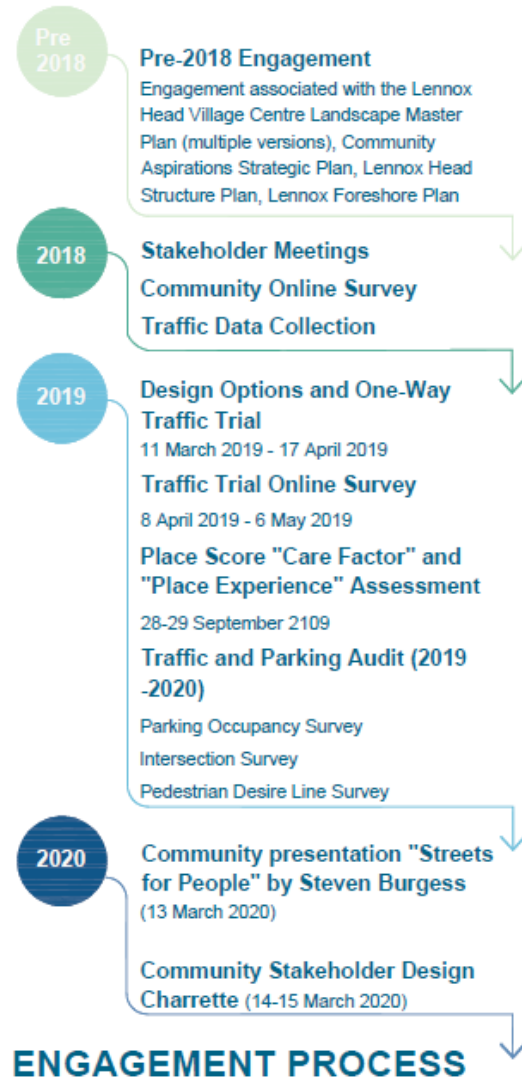 Pre
2018
Pre-2018 Engagement
Engagement associated with the Lennox
Head Village Centre Landscape Master
Plan (multiple versions), Community
Aspirations Strategic Plan, Lennox Head
Structure Plan, Lennox Foreshore Plan
2018
Stakeholder Meetings
Community Online Survey
Traffic Data Collection
2019
Design Options and One-Way
Traffic Trial
11 March 2019 - 17 April 2019
Traffic Trial Online Survey
8 April 2019 - 6 May 2019
Place Score "Care Factor" and
"Place Experience" Assessment
28-29 September 2109
Traffic and Parking Audit (2019
-2020)
Parking Occupancy Survey
Intersection Survey
Pedestrian Desire Line Survey
2020
Community presentation "Streets
for People" by Steven Burgess
(13 March 2020)
Community Stakeholder Design
Charrette (14-15 March 2020)
ENGAGEMENT PROCESS